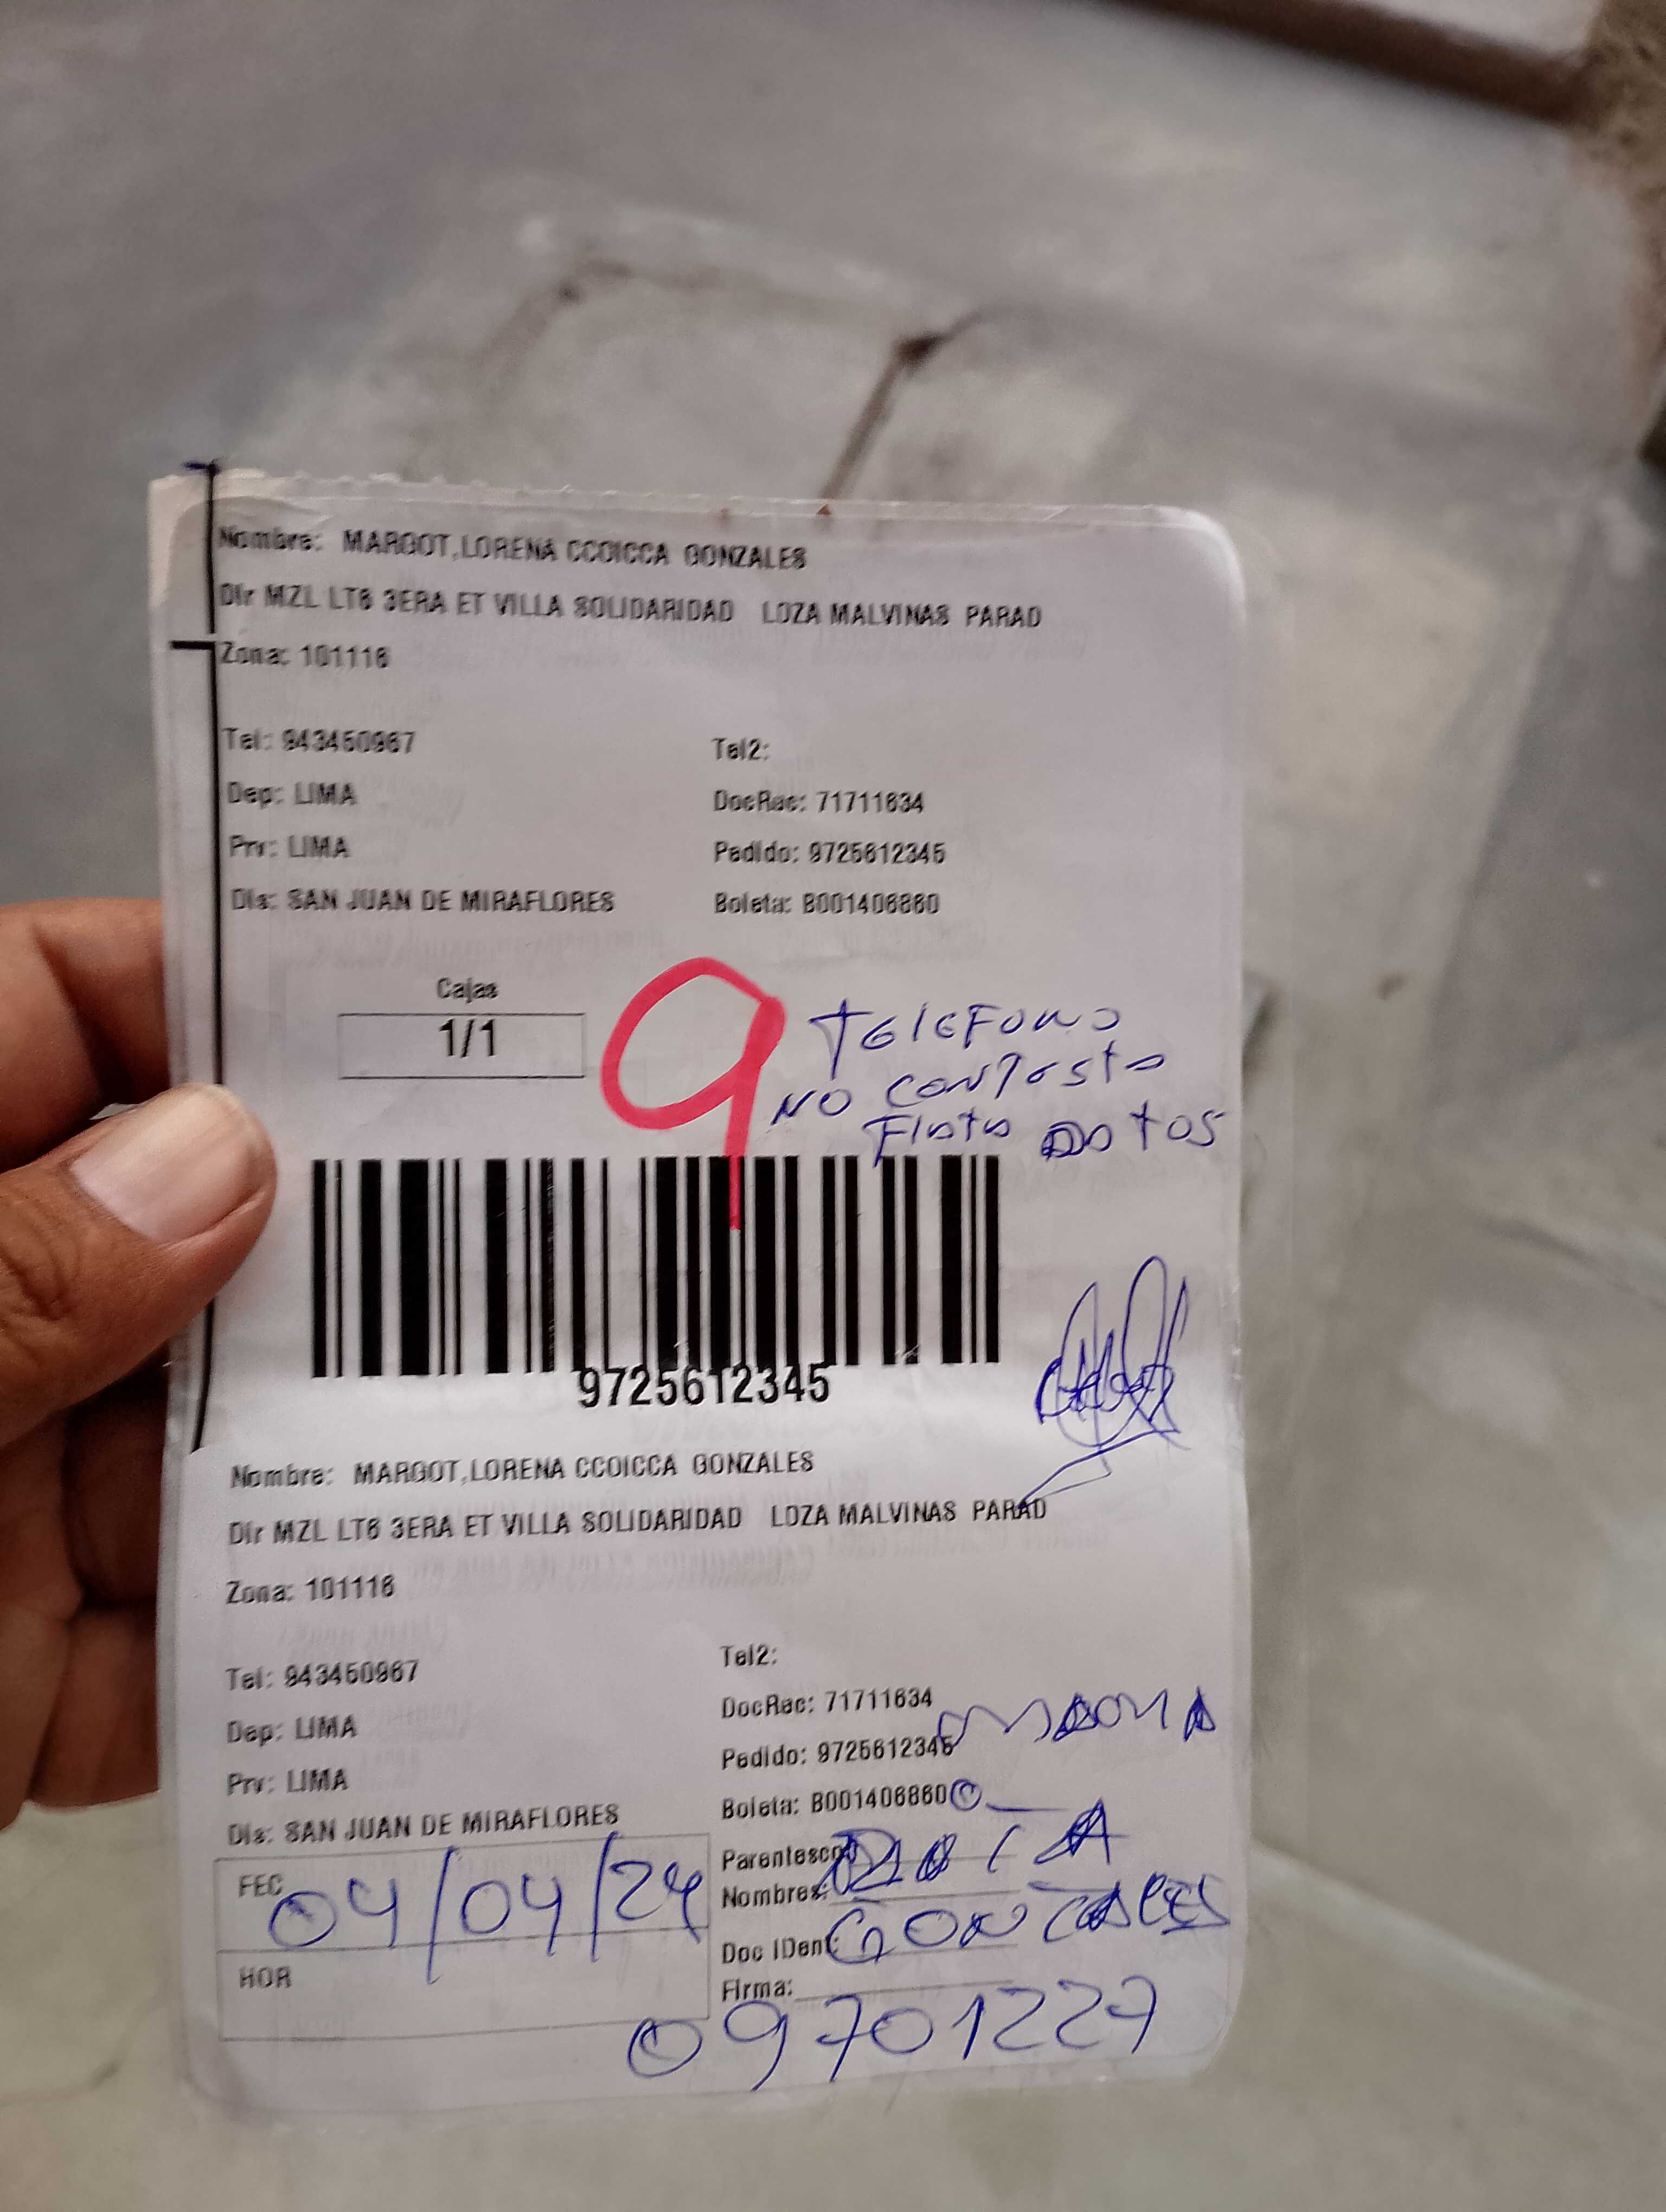 Nombre: MARGOT,LORENA CCOICCA GONZALES
Dir MZL LT6 3ERA ET VILLA SOLIDARIDAD LOZA MALVINAS PARAD
Zona: 101116
Tel: 943450967 Tel2:
Dep: LIMA DocRec: 71711634
Prv: LIMA Pedido: 9725612345
Dis: SAN JUAN DE MIRAFLORES Boleta: B001406860
Cajas
1/1
9
TELEFONO
NO CONTESTA
DATOS
9725612345
Nombre: MARGOT,LORENA CCOICCA GONZALES
Dir MZL LT6 3ERA ET VILLA SOLIDARIDAD LOZA MALVINAS PARAD
Zona: 101116
Tel: 943450967 Tel2:
Dep: LIMA DocRec: 71711634
Prv: LIMA Pedido: 9725612345
Dis: SAN JUAN DE MIRAFLORES Boleta: B001406860
Parentesco:
FEC 04/04/24 Nombres:
Doc IDent:
HOR Firma:
09701227